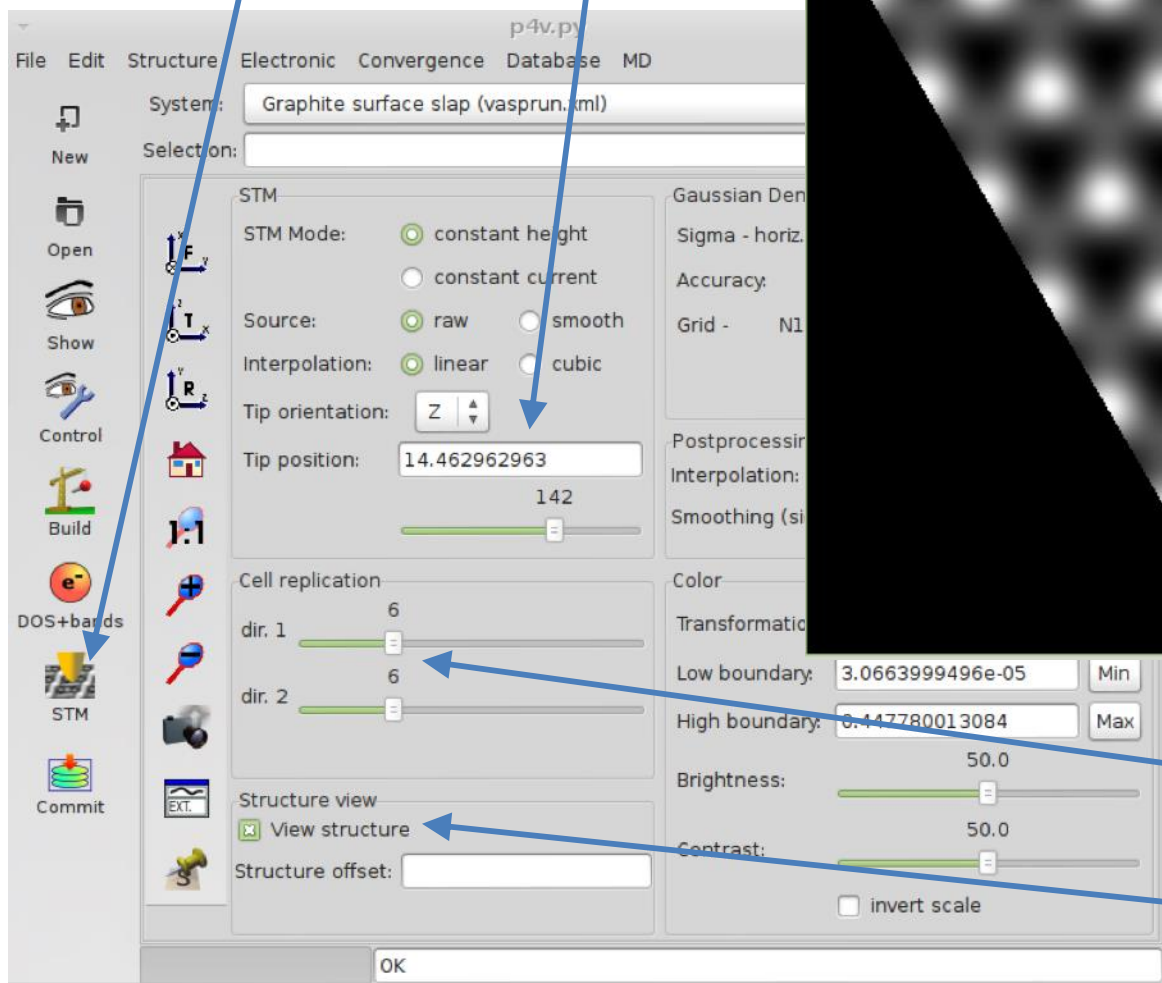 p4v.py
File Edit Structure Electronic Convergence Database MD
System: Graphite surface slap (vasprun.xml)
Selection:
New
Open
Show
Control
Build
DOS+bands
e-
STM
Commit
F
T
R
1:1
EXT.
S
STM
STM Mode: constant height
constant current
Source: raw smooth
Interpolation: linear cubic
Tip orientation: Z
Tip position: 14.462962963
142
Cell replication
6
dir. 1
6
dir. 2
Structure view
View structure
Structure offset:
Gaussian Den
Sigma - horiz.
Accuracy:
Grid - N1
Postprocessin
Interpolation:
Smoothing (si
Color
Transformatio
Low boundary: 3.0663999496e-05 Min
High boundary: 0.447780013084 Max
50.0
Brightness:
50.0
Contrast:
invert scale
OK